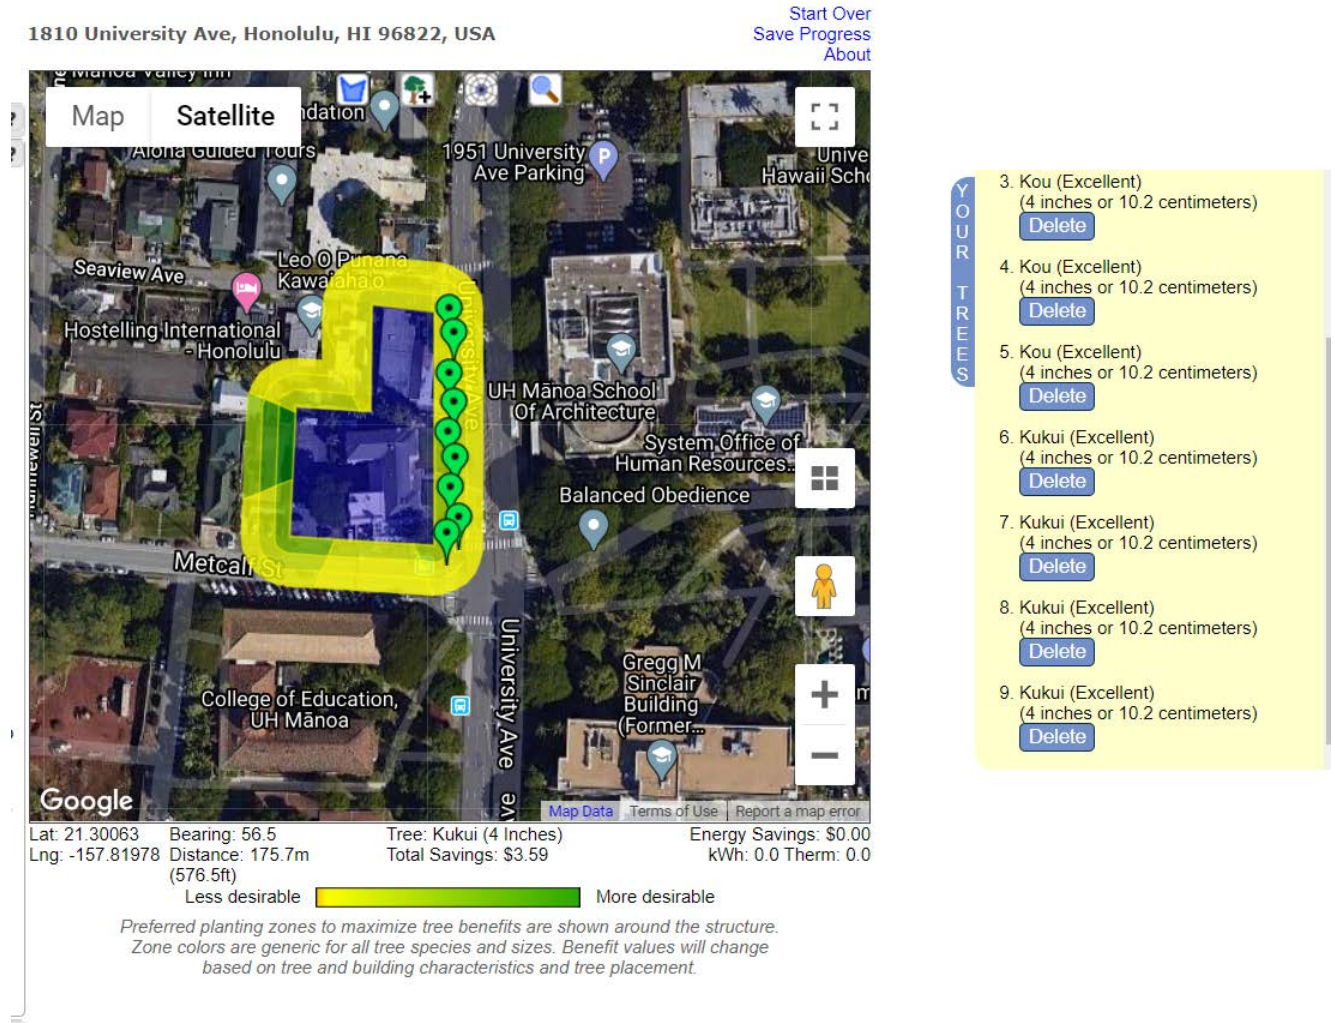 1810 University Ave, Honolulu, HI 96822, USA
Start Over
Save Progress
About
Manoa Valley Inn
Map
Satellite
ndation
Aloha Guided Tours
1951 University
Ave Parking
P
Unive
Hawaii Scho
Seaview Ave
Leo O Punana
Kawaiaha'o
University Ave
Hostelling International
- Honolulu
UH Mānoa School
Of Architecture
System Office of
Human Resources...
Balanced Obedience
Metcalf St
College of Education,
UH Mānoa
University Ave
Gregg M
Sinclair
Building
(Former...
Google
Map Data
Terms of Use
Report a map error
Lat: 21.30063
Lng: -157.81978
Bearing: 56.5
Distance: 175.7m
(576.5ft)
Tree: Kukui (4 Inches)
Total Savings: $3.59
Energy Savings: $0.00
kWh: 0.0 Therm: 0.0
Less desirable
More desirable
Preferred planting zones to maximize tree benefits are shown around the structure.
Zone colors are generic for all tree species and sizes. Benefit values will change
based on tree and building characteristics and tree placement.
YOUR TREES
3. Kou (Excellent)
(4 inches or 10.2 centimeters)
Delete
4. Kou (Excellent)
(4 inches or 10.2 centimeters)
Delete
5. Kou (Excellent)
(4 inches or 10.2 centimeters)
Delete
6. Kukui (Excellent)
(4 inches or 10.2 centimeters)
Delete
7. Kukui (Excellent)
(4 inches or 10.2 centimeters)
Delete
8. Kukui (Excellent)
(4 inches or 10.2 centimeters)
Delete
9. Kukui (Excellent)
(4 inches or 10.2 centimeters)
Delete